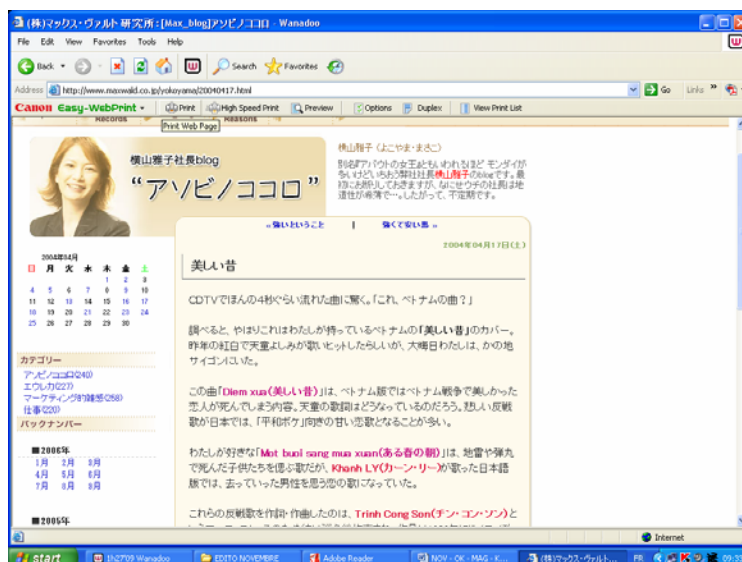 (株)マックス・ヴァルト研究所:[Max_blog]アソビノココロ - Wanadoo
File Edit View Favorites Tools Help
Back Search Favorites
Address http://www.maxwald.co.jp/yokoyama/20040417.html Go Links
Canon Easy-WebPrint Print High Speed Print Preview Options Duplex View Print List
Records Reasons
Print Web Page
横山雅子(よこやま・まさこ)
横山雅子社長blog
“アソビノココロ”
別名『アバウトの女王』ともいわれるほど モンダイが
多いけどいちおう弊社社長横山雅子のblogです。最
初にお断りしておきますが、なにせウチの社長は地
道性が希薄で…。したがって、不定期です。
«強いということ | 強くて安い悪»
2004年04月17日(土)
2004年04月
日 月 火 水 木 金 土
1 2 3
4 5 6 7 8 9 10
11 12 13 14 15 16 17
18 19 20 21 22 23 24
25 26 27 28 29 30
美しい昔
CDTVでほんの4秒ぐらい流れた曲に驚く。「これ、ベトナムの曲?」
調べると、やはりこれはわたしが持っているベトナムの「美しい昔」のカバー。
昨年の紅白で天童よしみが歌いヒットしたらしいが、大晦日わたしは、かの地
サイゴンにいた。
この曲「Diem xua(美しい昔)」は、ベトナム版ではベトナム戦争で美しかった
恋人が死んでしまう内容。天童の歌詞はどうなっているのだろう。悲しい反戦
歌が日本では、「平和ボケ」向きの甘い恋歌となることが多い。
わたしが好きな「Mot buoi sang mua xuan(ある春の朝)」は、地雷や弾丸
で死んだ子供たちを偲ぶ歌だが、Khanh LY(カーン・リー)が歌った日本語
版では、去っていった男性を思う恋の歌になっていた。
これらの反戦歌を作詞・作曲したのは、Trinh Cong Son(チン・コン・ソン)と
カテゴリー
アソビノココロ(240)
エウレカ(227)
マーケティング的雑感(258)
仕事(220)
バックナンバー
■2006年
1月 2月 3月
4月 5月 6月
7月 8月 9月
■2005年
Internet
start 1h2709 Wanadoo EDITO NOVEMBRE Adobe Reader NOV - OK - MAG - K... (株)マックス・ヴァルト... FR 09:33